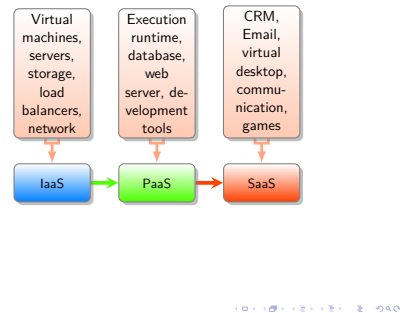 Virtual
machines,
servers,
storage,
load
balancers,
network
Execution
runtime,
database,
web
server, de-
velopment
tools
CRM,
Email,
virtual
desktop,
commu-
nication,
games
IaaS
PaaS
SaaS